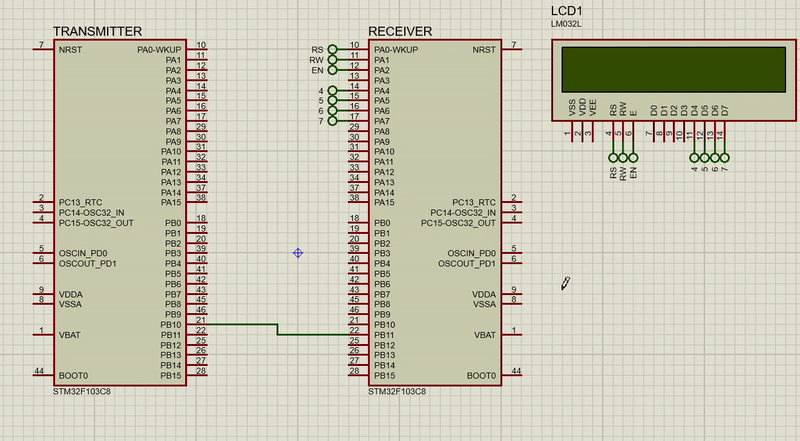 TRANSMITTER
7 NRST PA0-WKUP 10
PA1 11
PA2 12
PA3 13
PA4 14
PA5 15
PA6 16
PA7 17
PA8 29
PA9 30
PA10 31
PA11 32
PA12 33
PA13 34
PA14 37
2 PC13_RTC PA15 38
3 PC14-OSC32_IN
4 PC15-OSC32_OUT PB0 18
PB1 19
PB2 20
5 OSCIN_PD0 PB3 39
6 OSCOUT_PD1 PB4 40
PB5 41
PB6 42
9 VDDA PB7 43
8 VSSA PB8 45
PB9 46
PB10 21
1 VBAT PB11 22
PB12 25
PB13 26
PB14 27
44 BOOT0 PB15 28
STM32F103C8
RECEIVER
RS 10 PA0-WKUP NRST 7
RW 11 PA1
EN 12 PA2
13 PA3
4 14 PA4
5 15 PA5
6 16 PA6
7 17 PA7
29 PA8
30 PA9
31 PA10
32 PA11
33 PA12
34 PA13
37 PA14
38 PA15 PC13_RTC 2
PC14-OSC32_IN 3
18 PB0 PC15-OSC32_OUT 4
19 PB1
20 PB2
39 PB3 OSCIN_PD0 5
40 PB4 OSCOUT_PD1 6
41 PB5
42 PB6
43 PB7 VDDA 9
45 PB8 VSSA 8
46 PB9
21 PB10
22 PB11 VBAT 1
25 PB12
26 PB13
27 PB14
28 PB15 BOOT0 44
STM32F103C8
LCD1
LM032L
VSS VDD VEE RS RW E D0 D1 D2 D3 D4 D5 D6 D7
1 2 3 4 5 6 7 8 9 10 11 12 13 14
RS RW EN 4 5 6 7